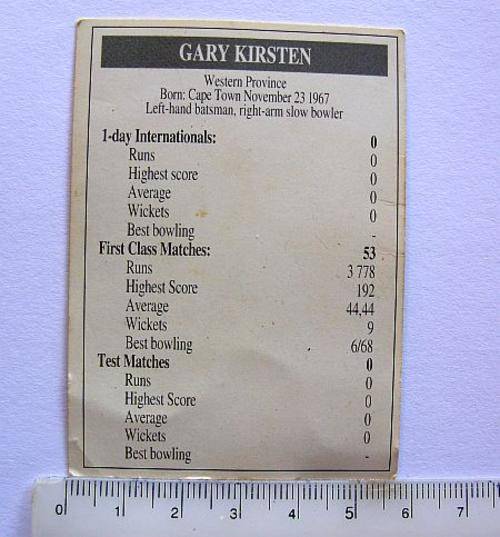 GARY KIRSTEN
Western Province
Born: Cape Town November 23 1967
Left-hand batsman, right-arm slow bowler
1-day Internationals: 0
Runs 0
Highest score 0
Average 0
Wickets 0
Best bowling -
First Class Matches: 53
Runs 3 778
Highest Score 192
Average 44,44
Wickets 9
Best bowling 6/68
Test Matches 0
Runs 0
Highest Score 0
Average 0
Wickets 0
Best bowling -
0 1 2 3 4 5 6 7